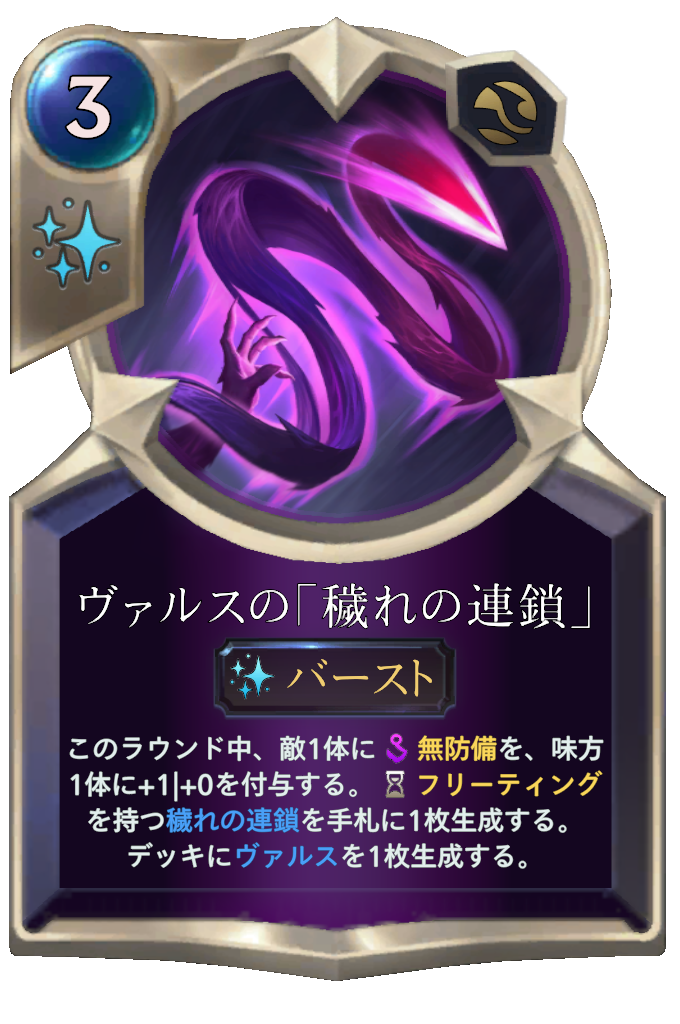 3
ヴァルスの「穢れの連鎖」
バースト
このラウンド中、敵1体に 無防備を、味方
1体に+1|+0を付与する。 フリーティング
を持つ穢れの連鎖を手札に1枚生成する。
デッキにヴァルスを1枚生成する。